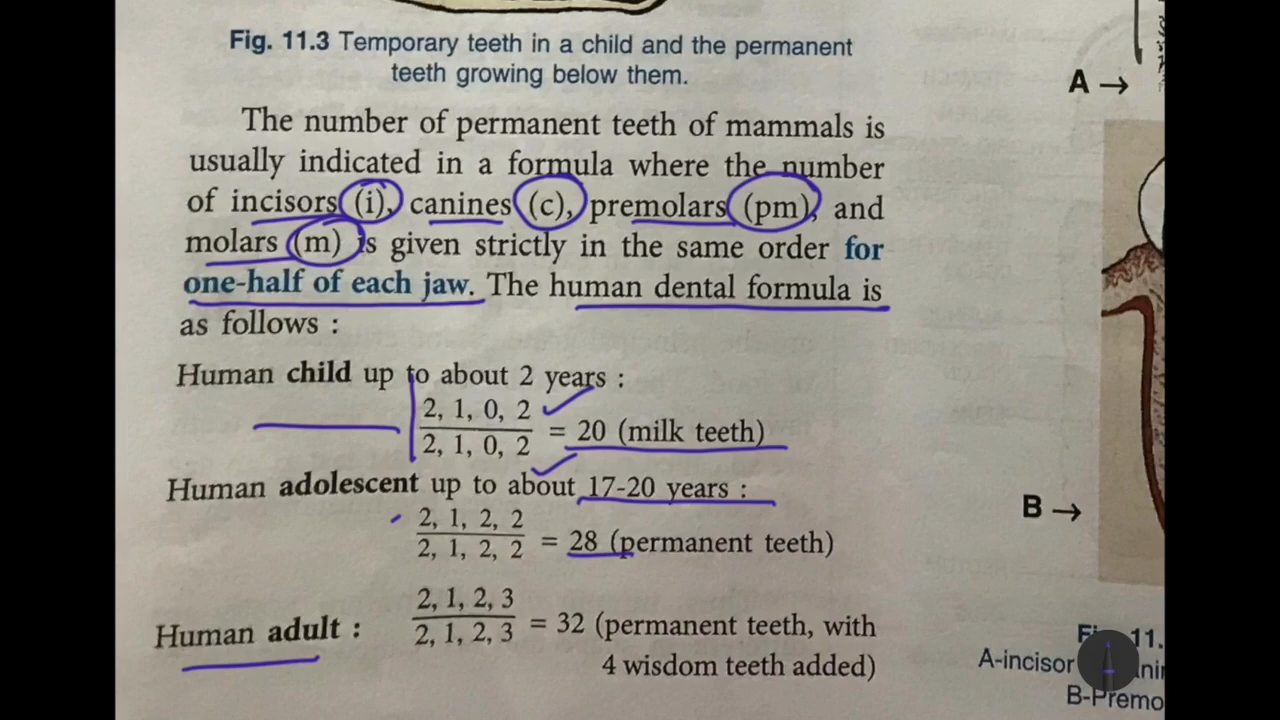 Fig. 11.3 Temporary teeth in a child and the permanent
teeth growing below them.
The number of permanent teeth of mammals is
usually indicated in a formula where the number
of incisors (i), canines (c), premolars (pm), and
molars (m) is given strictly in the same order for
one-half of each jaw. The human dental formula is
as follows :
Human child up to about 2 years :
2, 1, 0, 2
2, 1, 0, 2
= 20 (milk teeth)
Human adolescent up to about 17-20 years :
2, 1, 2, 2
2, 1, 2, 2
= 28 (permanent teeth)
Human adult :
2, 1, 2, 3
2, 1, 2, 3
= 32 (permanent teeth, with
4 wisdom teeth added)
A →
B →
11.
A-incisor
B-Premo